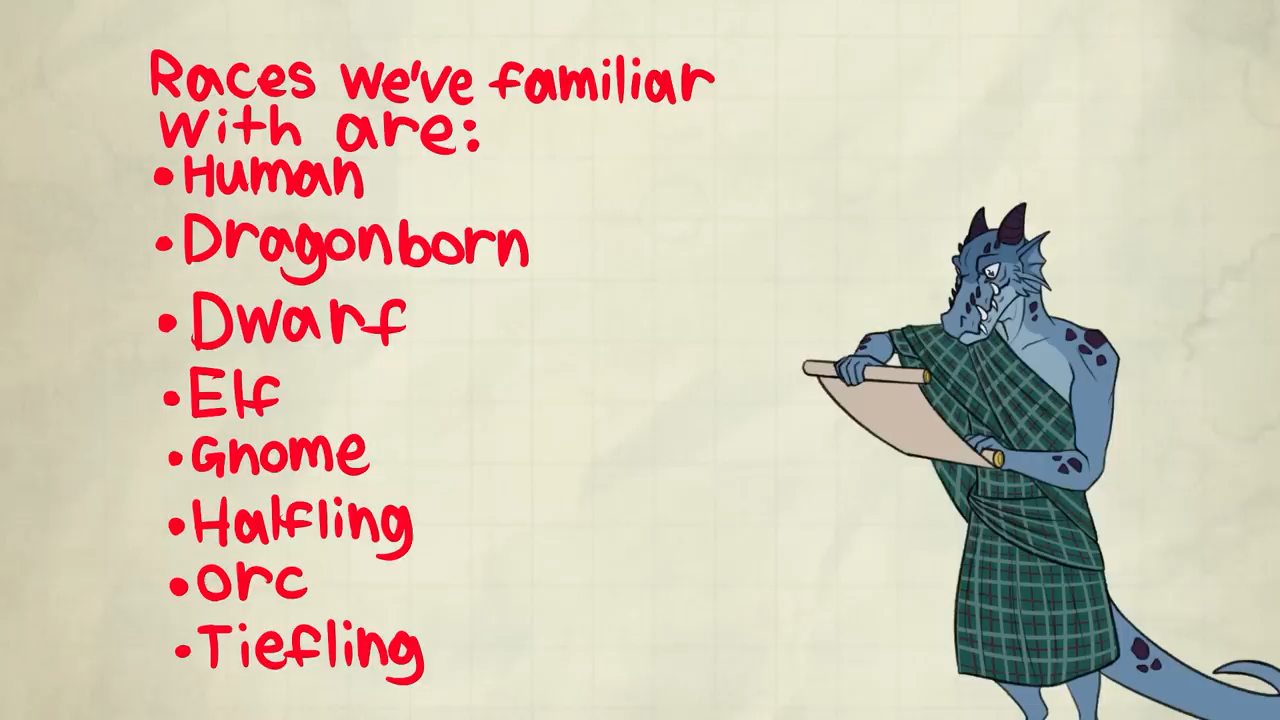 Races we've familiar
with are:
• Human
• Dragonborn
• Dwarf
• Elf
• Gnome
• Halfling
• Orc
• Tiefling